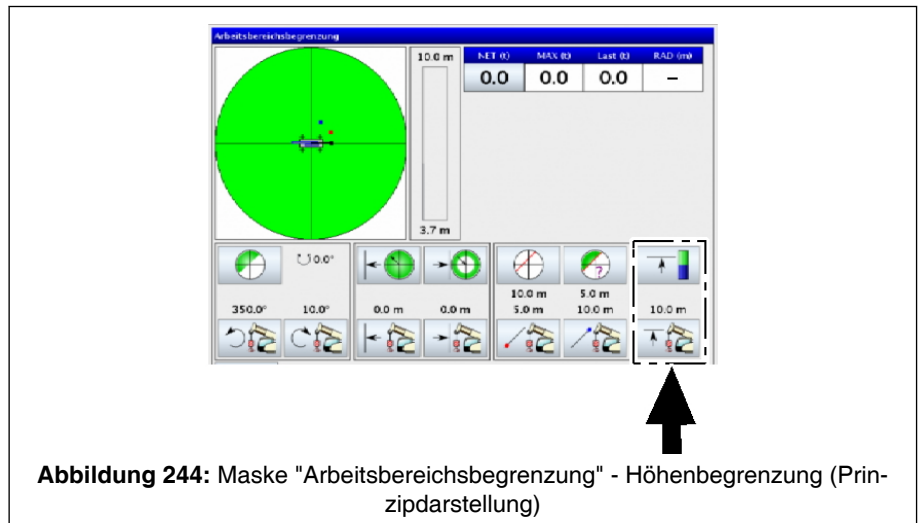 Arbeitsbereichsbegrenzung
10.0 m
NET (t) MAX (t) Last (t) RAD (m)
0.0 0.0 0.0 –
3.7 m
0.0°
?
10.0 m 5.0 m
350.0° 10.0° 0.0 m 0.0 m 5.0 m 10.0 m 10.0 m
Abbildung 244: Maske "Arbeitsbereichsbegrenzung" - Höhenbegrenzung (Prin-
zipdarstellung)